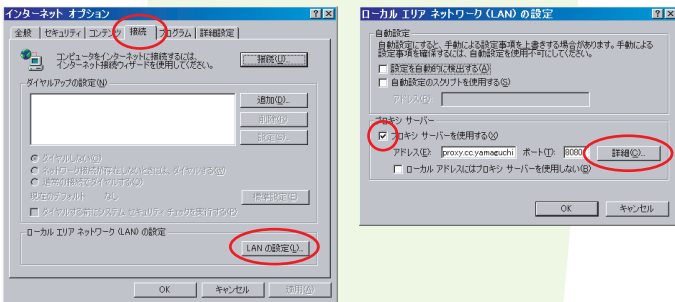 インターネット オプション
全般 セキュリティ コンテンツ 接続 プログラム 詳細設定
コンピュータをインターネットに接続するには、
インターネット接続ウィザードを使用してください。
接続(U)...
ダイヤルアップの設定(N)
追加(D)...
削除(R)
設定(S)...
ダイヤルしない(C)
ネットワーク接続が存在しないときには、ダイヤルする(W)
通常の接続でダイヤルする(O)
現在のデフォルト なし
標準設定(E)
ダイヤルする前にシステム セキュリティ チェックを実行する(P)
ローカル エリア ネットワーク (LAN) の設定
LAN の設定(L)...
OK キャンセル 適用(A)
ローカル エリア ネットワーク (LAN) の設定
自動設定
自動設定にすると、手動による設定事項を上書きする場合があります。手動による
設定事項を確保するには、自動設定を使用不可にしてください。
設定を自動的に検出する(A)
自動設定のスクリプトを使用する(S)
アドレス(R):
プロキシ サーバー
プロキシ サーバーを使用する(X)
アドレス(E): proxy.cc.yamaguchi ポート(T): 8080 詳細(C)...
ローカル アドレスにはプロキシ サーバーを使用しない(B)
OK キャンセル